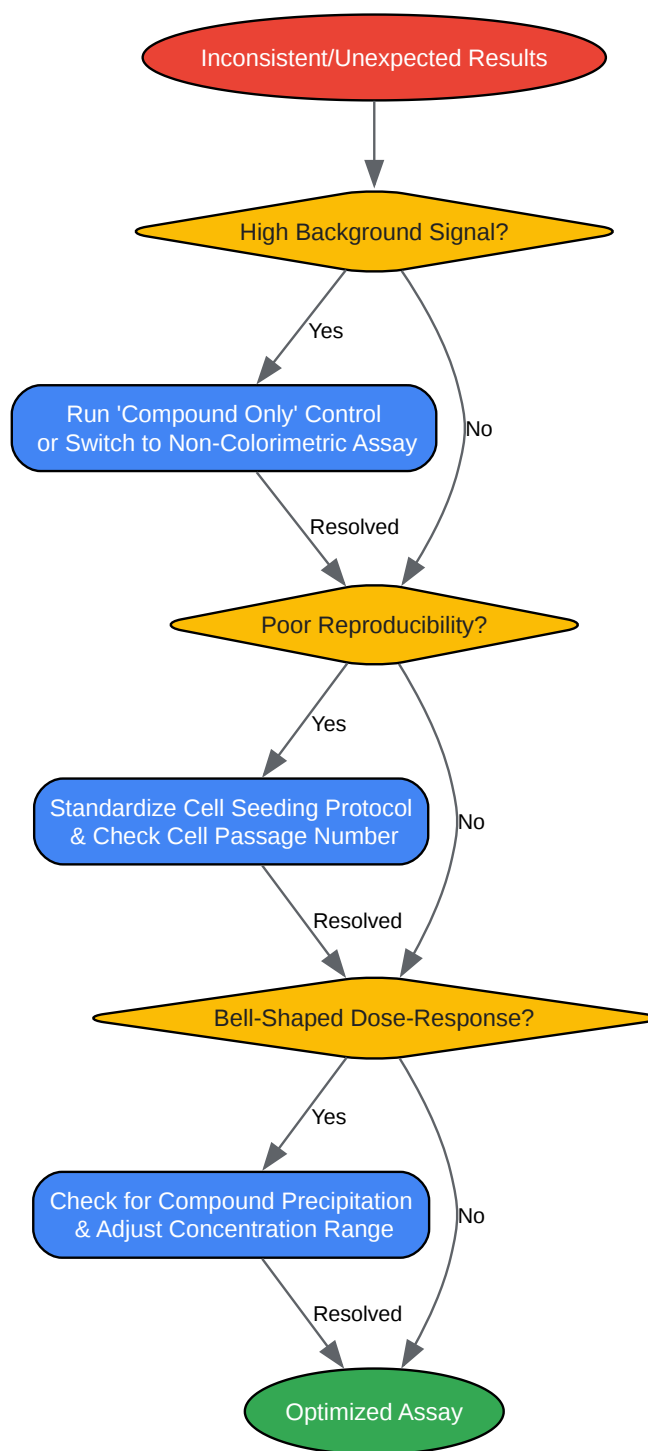 Inconsistent/Unexpected Results
High Background Signal?
Yes
Run 'Compound Only' Control
or Switch to Non-Colorimetric Assay
No
Resolved
Poor Reproducibility?
Yes
Standardize Cell Seeding Protocol
& Check Cell Passage Number
No
Resolved
Bell-Shaped Dose-Response?
Yes
Check for Compound Precipitation
& Adjust Concentration Range
No
Resolved
Optimized Assay